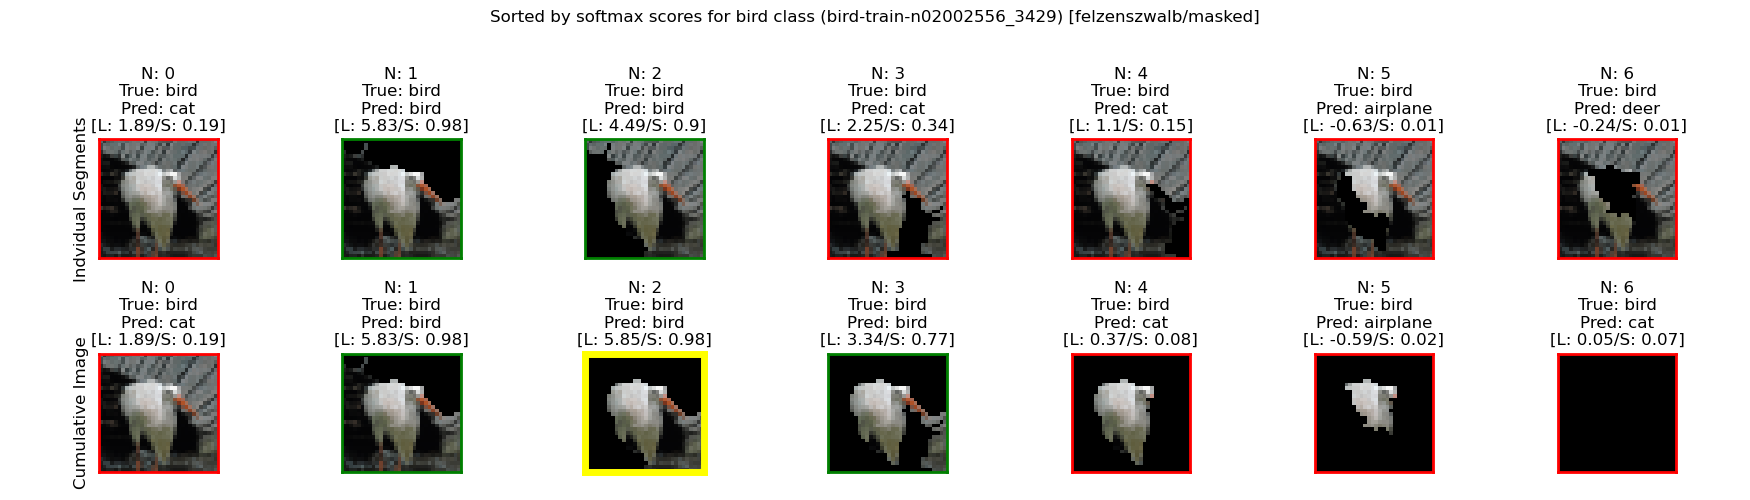 Sorted by softmax scores for bird class (bird-train-n02002556_3429) [felzenszwalb/masked]
Indvidual Segments
N: 0
True: bird
Pred: cat
[L: 1.89/S: 0.19]
N: 1
True: bird
Pred: bird
[L: 5.83/S: 0.98]
N: 2
True: bird
Pred: bird
[L: 4.49/S: 0.9]
N: 3
True: bird
Pred: cat
[L: 2.25/S: 0.34]
N: 4
True: bird
Pred: cat
[L: 1.1/S: 0.15]
N: 5
True: bird
Pred: airplane
[L: -0.63/S: 0.01]
N: 6
True: bird
Pred: deer
[L: -0.24/S: 0.01]
Cumulative Image
N: 0
True: bird
Pred: cat
[L: 1.89/S: 0.19]
N: 1
True: bird
Pred: bird
[L: 5.83/S: 0.98]
N: 2
True: bird
Pred: bird
[L: 5.85/S: 0.98]
N: 3
True: bird
Pred: bird
[L: 3.34/S: 0.77]
N: 4
True: bird
Pred: cat
[L: 0.37/S: 0.08]
N: 5
True: bird
Pred: airplane
[L: -0.59/S: 0.02]
N: 6
True: bird
Pred: cat
[L: 0.05/S: 0.07]